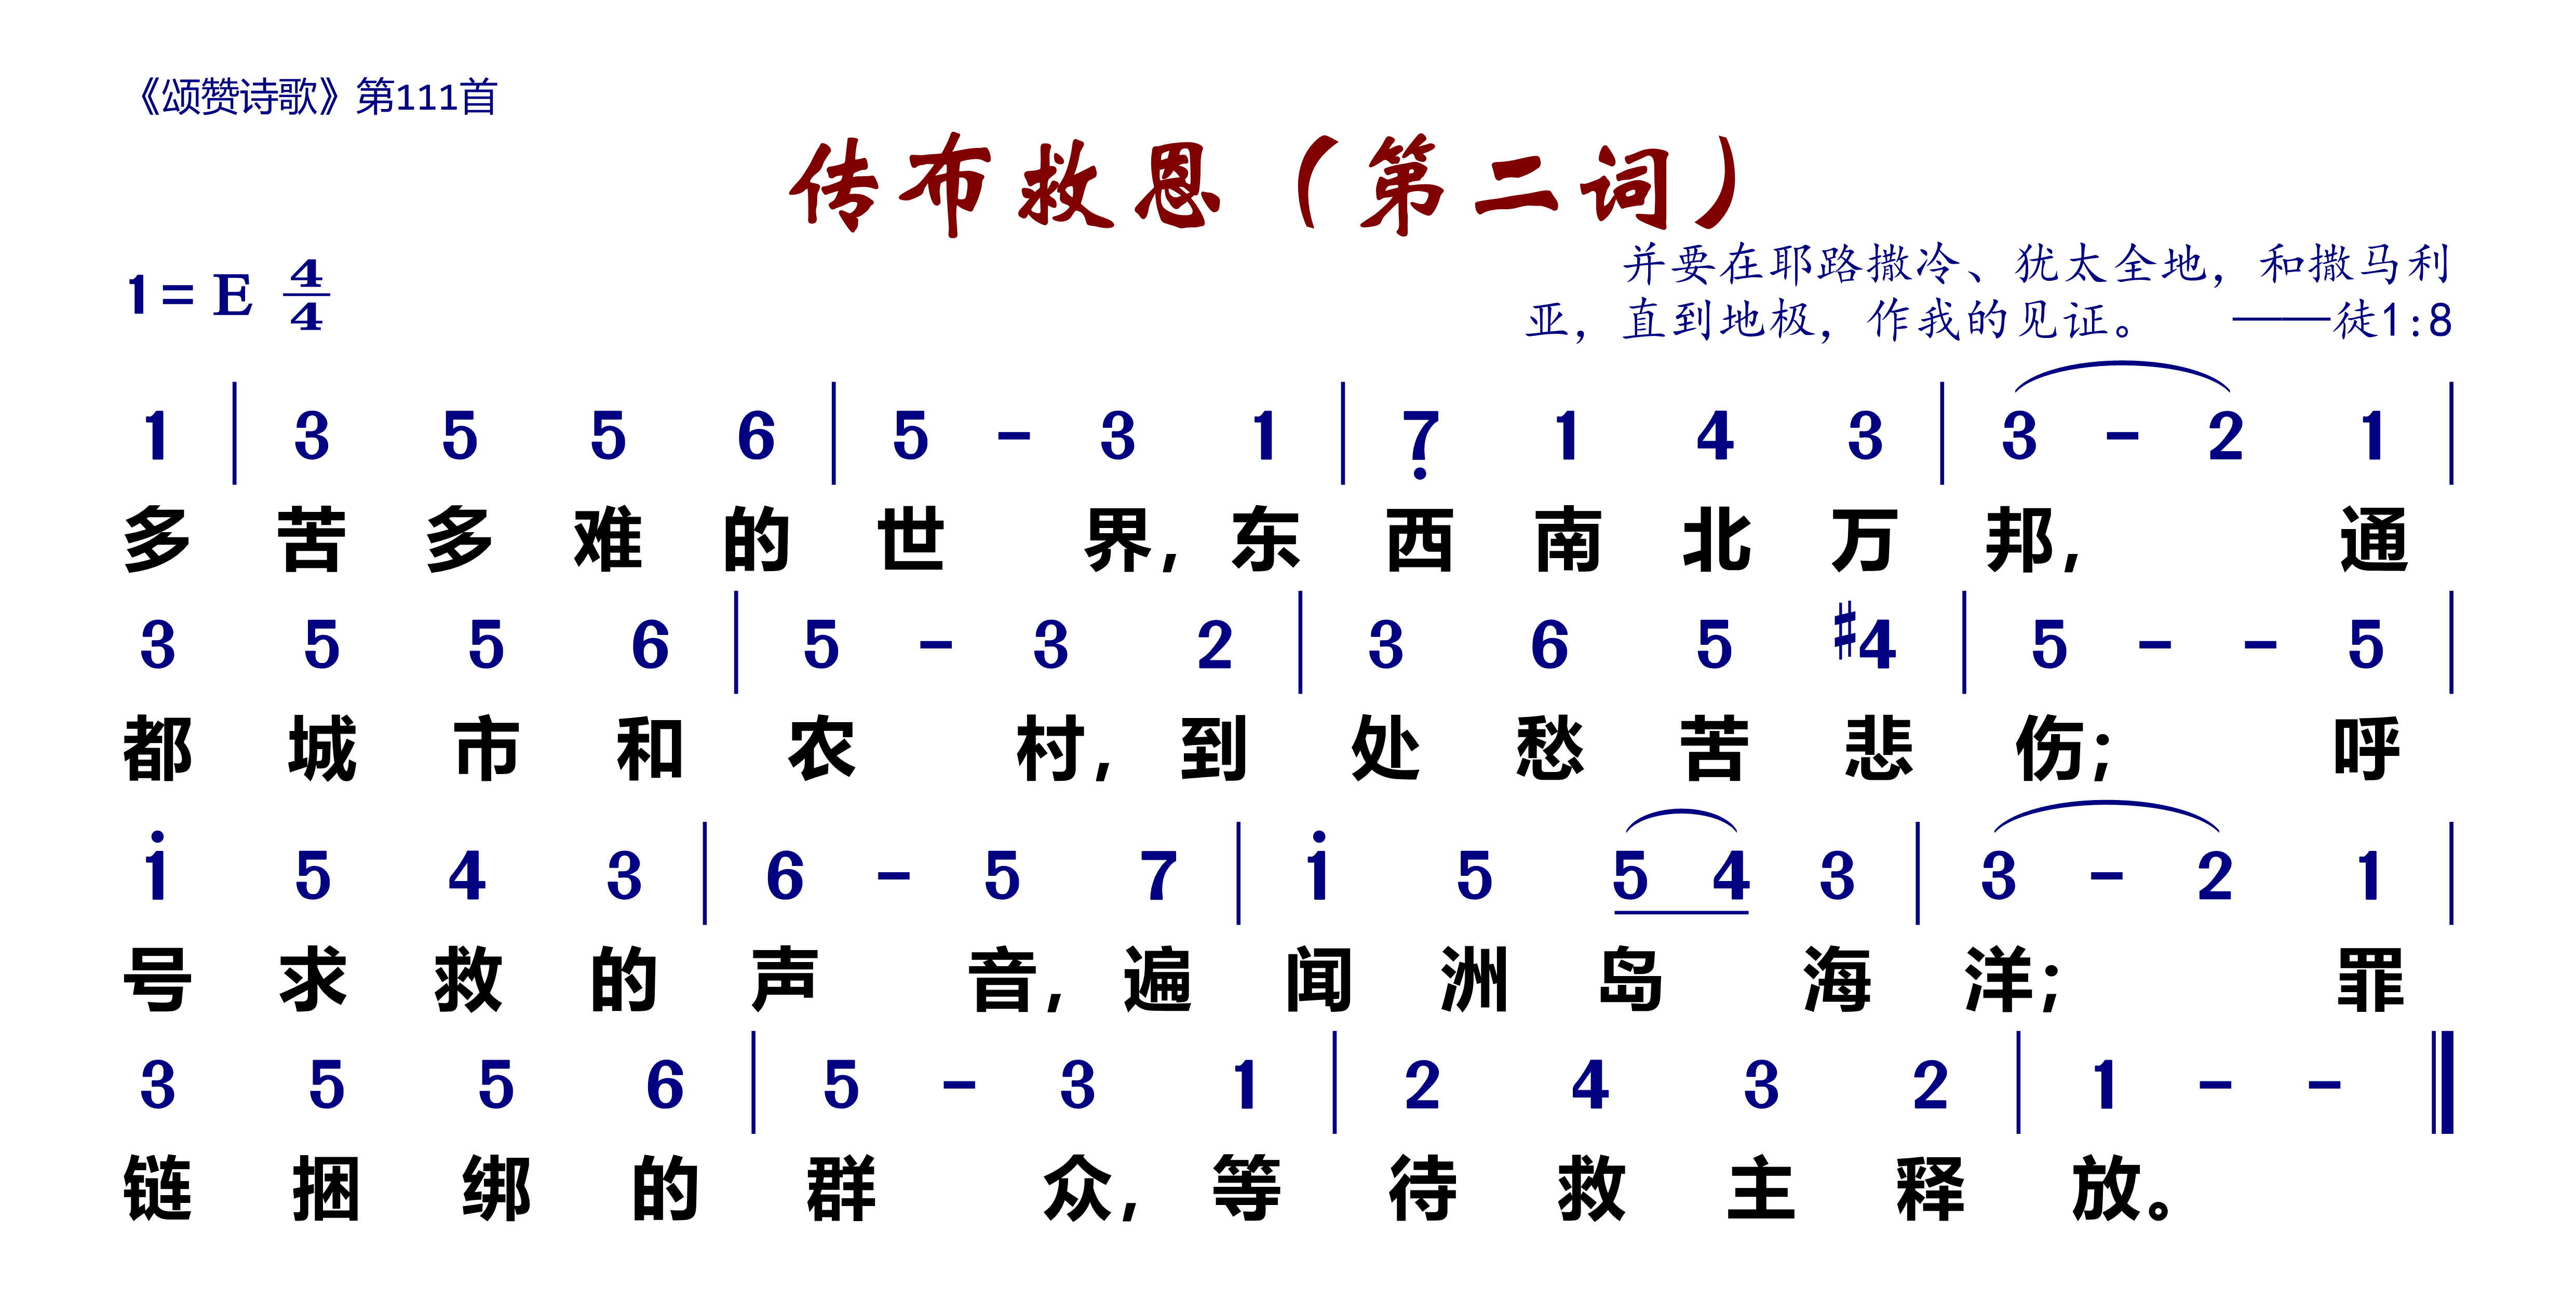 《颂赞诗歌》第111首
传布救恩（第二词）
1=E 4/4
并要在耶路撒冷、犹太全地，和撒马利
亚，直到地极，作我的见证。 ——徒1:8
1 | 3 5 5 6 | 5 - 3 1 | 7̣ 1 4 3 | 3 - 2 1 |
多苦多难的世界，东西南北万邦，通
3 5 5 6 | 5 - 3 2 | 3 6 5 #4 | 5 - - 5 |
都城市和农村，到处愁苦悲伤；呼
1̇ 5 4 3 | 6 - 5 7 | 1̇ 5 5 4 3 | 3 - 2 1 |
号求救的声音，遍闻洲岛海洋；罪
3 5 5 6 | 5 - 3 1 | 2 4 3 2 | 1 - - ‖
链捆绑的群众，等待救主释放。